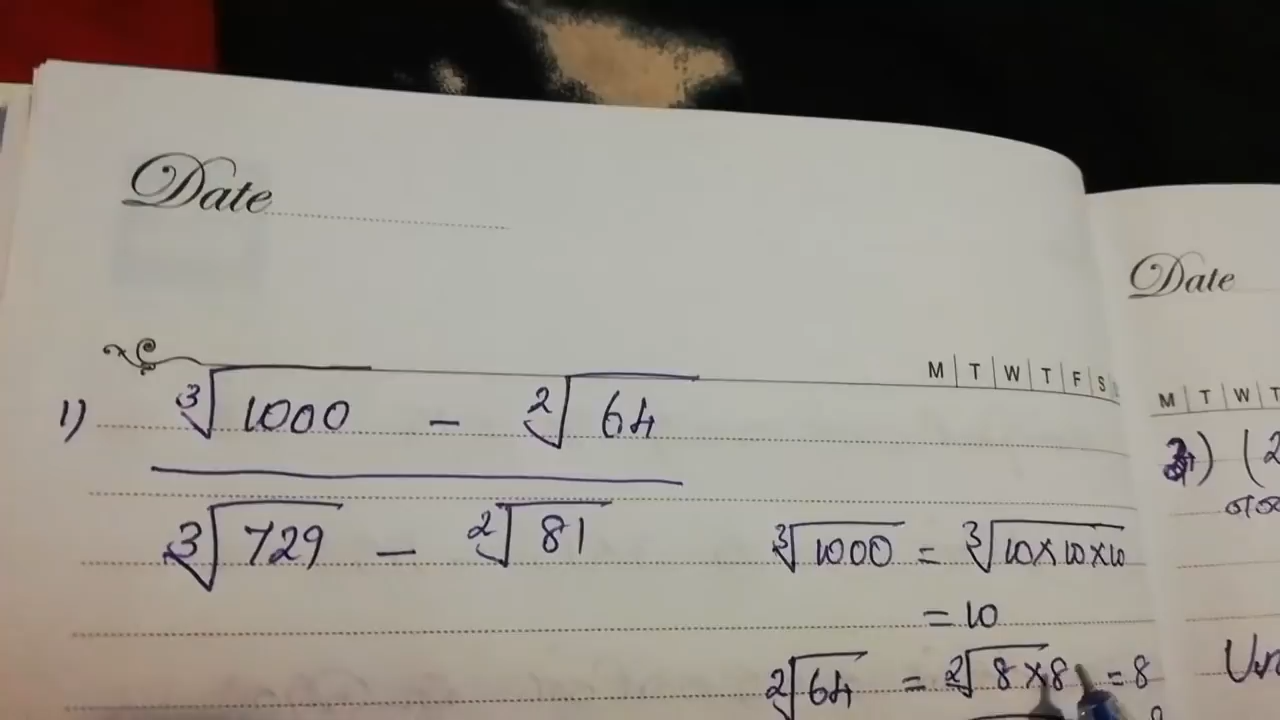 Date
Date
M T W T F S
M T W T
1) ∛1000 − ²√64
∛729 − ²√81
∛1000 = ∛10×10×10
= 10
²√64 = ²√8×8 = 8
(2